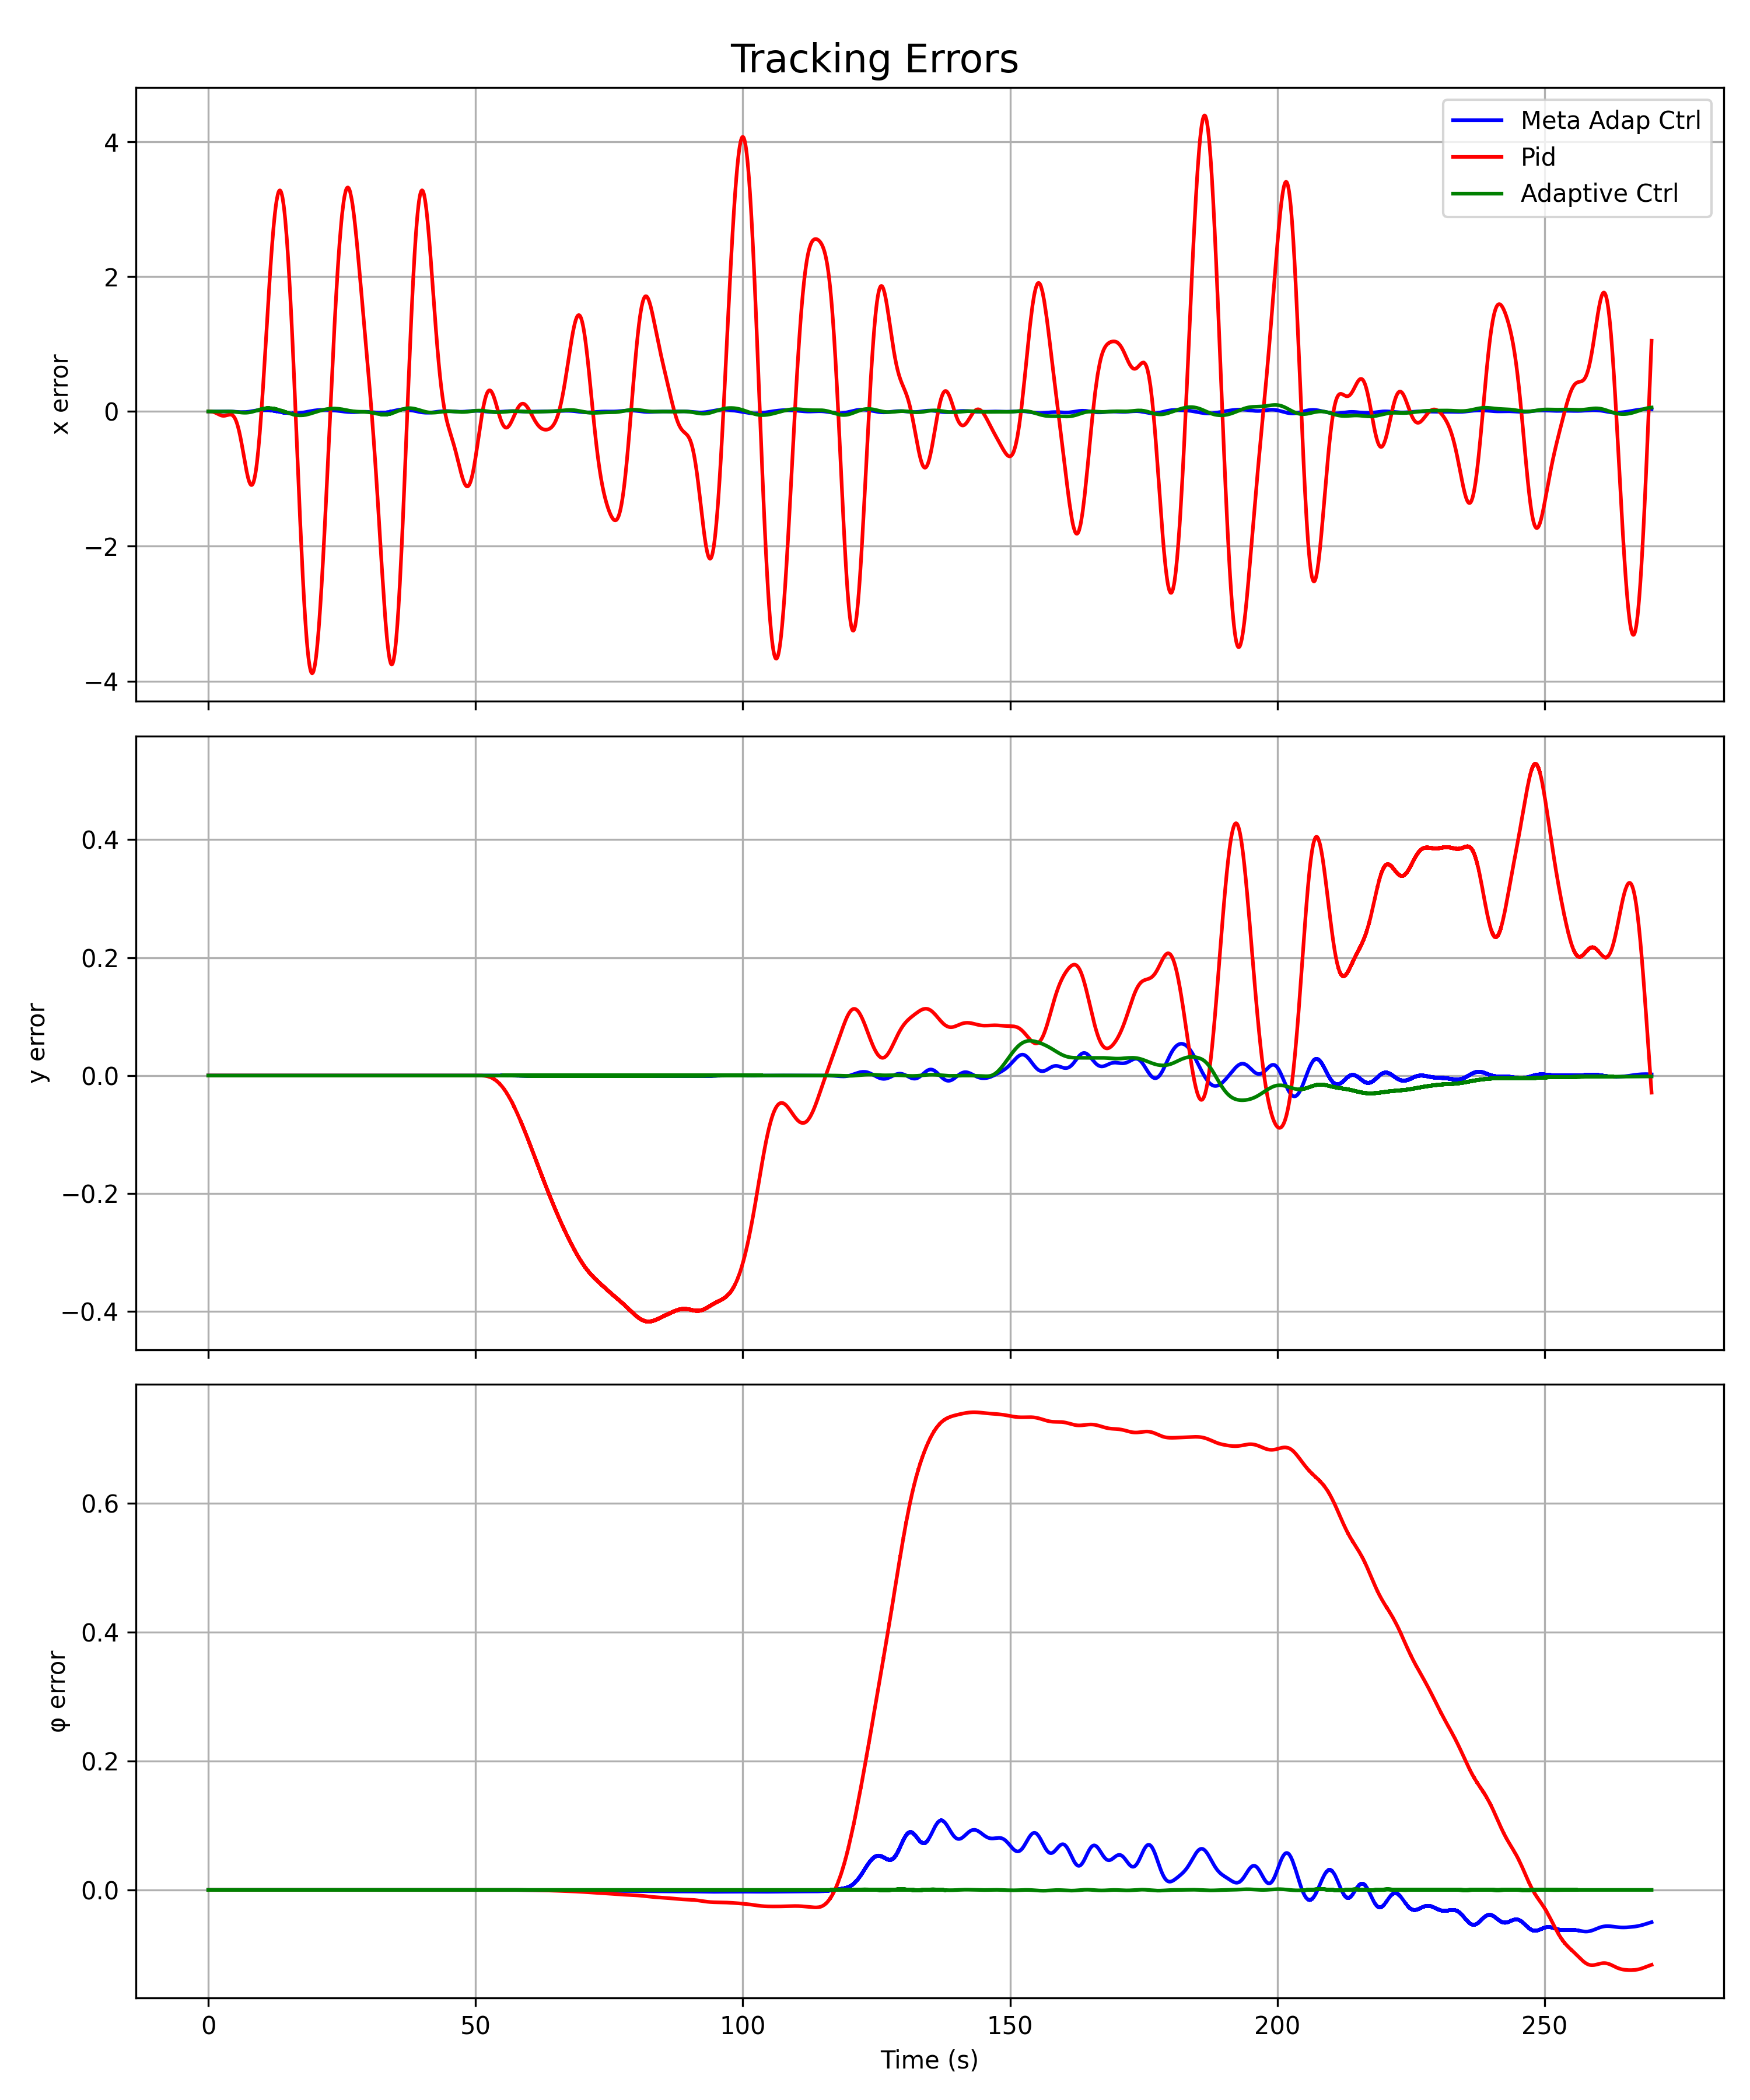 Tracking Errors
Meta Adap Ctrl
Pid
Adaptive Ctrl
4
2
0
−2
−4
x error
0.4
0.2
0.0
−0.2
−0.4
y error
0.6
0.4
0.2
0.0
φ error
0 50 100 150 200 250
Time (s)